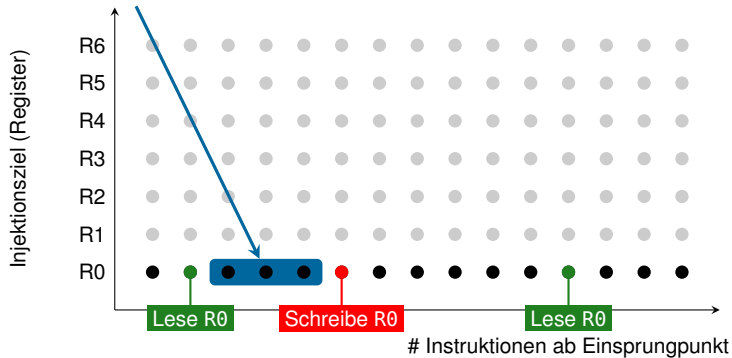 R6
R5
R4
R3
R2
R1
R0
Injektionsziel (Register)
Lese R0
Schreibe R0
Lese R0
# Instruktionen ab Einsprungpunkt